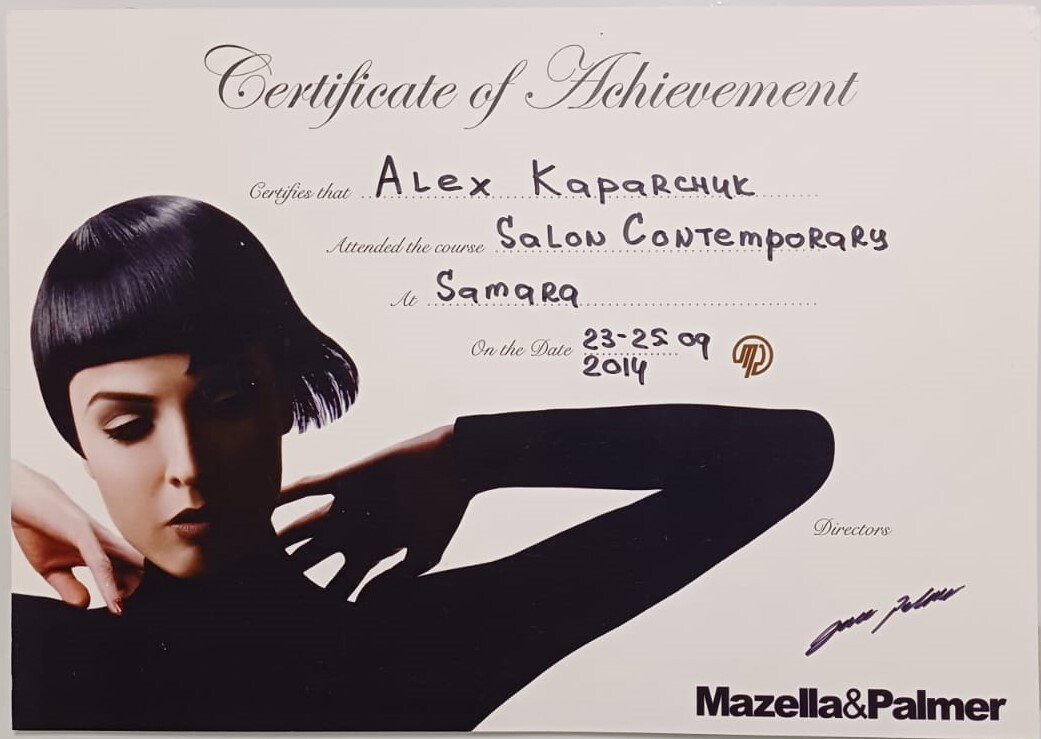 Certificate of Achievement
Certifies that Alex Kaparchuk
Attended the course Salon Contemporary
At Samara
On the Date 23-25 09
2014
Directors
Mazella&Palmer